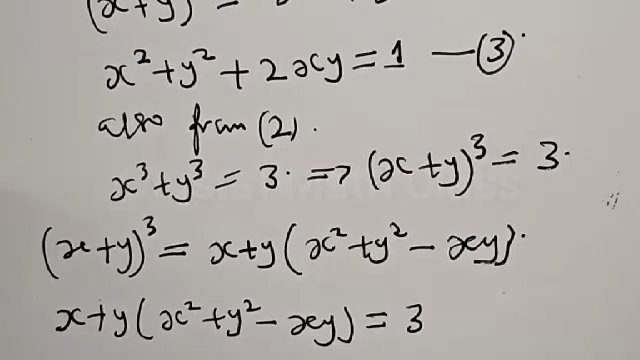 (x+y) =
x² + y² + 2xy = 1 — (3)
also from (2).
x³ + y³ = 3. => (x+y)³ = 3.
(x+y)³ = x+y (x² + y² - xy).
x+y (x² + y² - xy) = 3